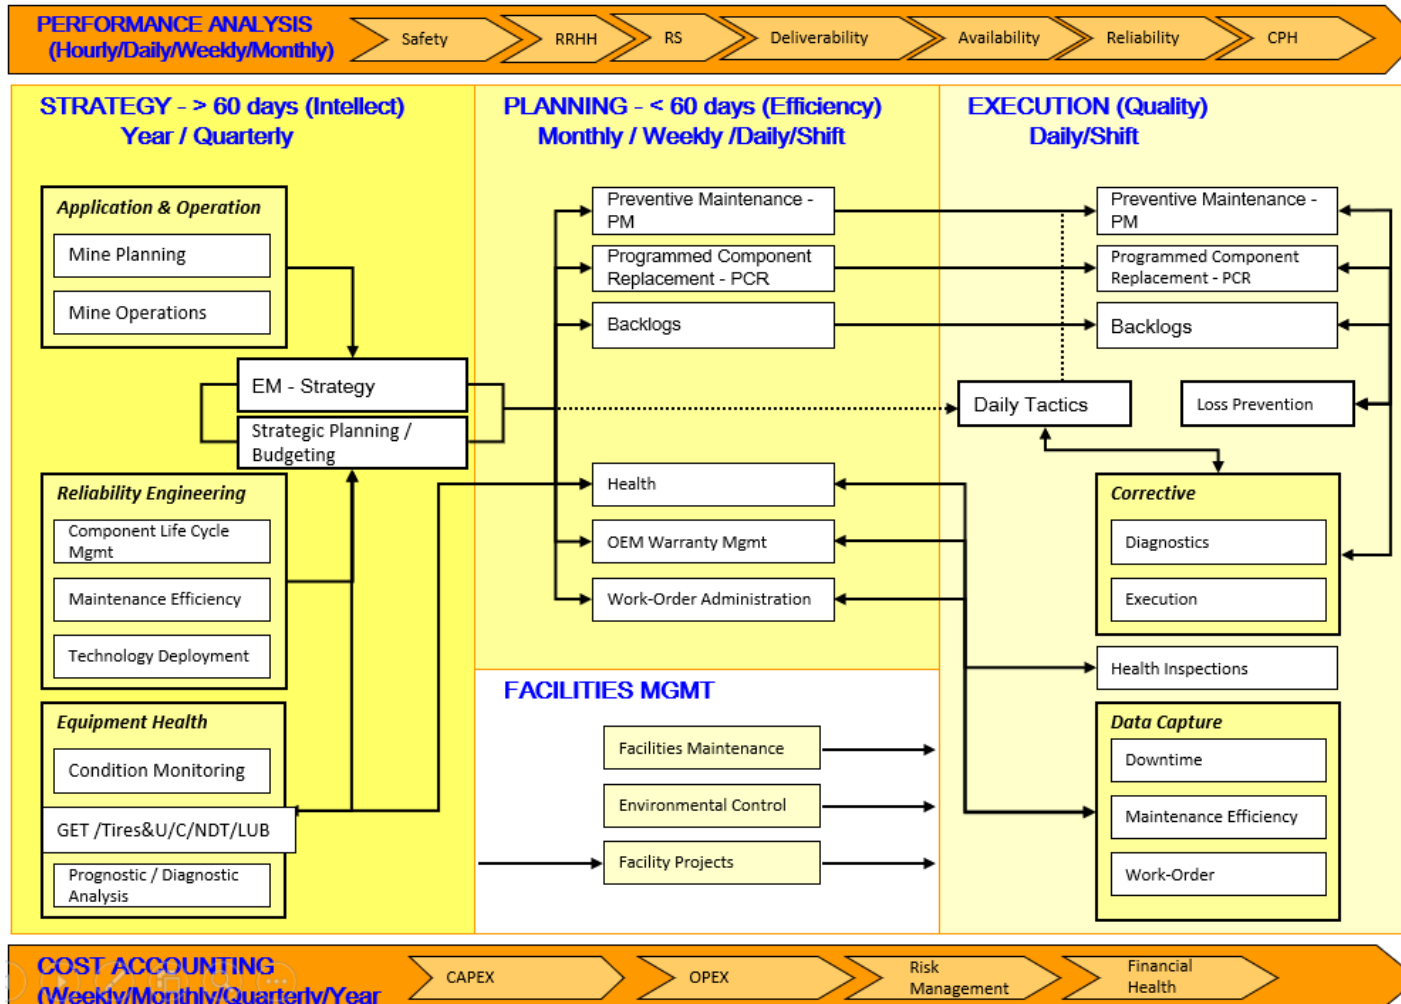 PERFORMANCE ANALYSIS
(Hourly/Daily/Weekly/Monthly)
Safety
RRHH
RS
Deliverability
Availability
Reliability
CPH
STRATEGY - > 60 days (Intellect)
Year / Quarterly
Application & Operation
Mine Planning
Mine Operations
EM - Strategy
Strategic Planning /
Budgeting
Reliability Engineering
Component Life Cycle
Mgmt
Maintenance Efficiency
Technology Deployment
Equipment Health
Condition Monitoring
GET /Tires&U/C/NDT/LUB
Prognostic / Diagnostic
Analysis
PLANNING - < 60 days (Efficiency)
Monthly / Weekly /Daily/Shift
Preventive Maintenance -
PM
Programmed Component
Replacement - PCR
Backlogs
Health
OEM Warranty Mgmt
Work-Order Administration
FACILITIES MGMT
Facilities Maintenance
Environmental Control
Facility Projects
EXECUTION (Quality)
Daily/Shift
Preventive Maintenance -
PM
Programmed Component
Replacement - PCR
Backlogs
Daily Tactics
Loss Prevention
Corrective
Diagnostics
Execution
Health Inspections
Data Capture
Downtime
Maintenance Efficiency
Work-Order
COST ACCOUNTING
(Weekly/Monthly/Quarterly/Year
CAPEX
OPEX
Risk
Management
Financial
Health